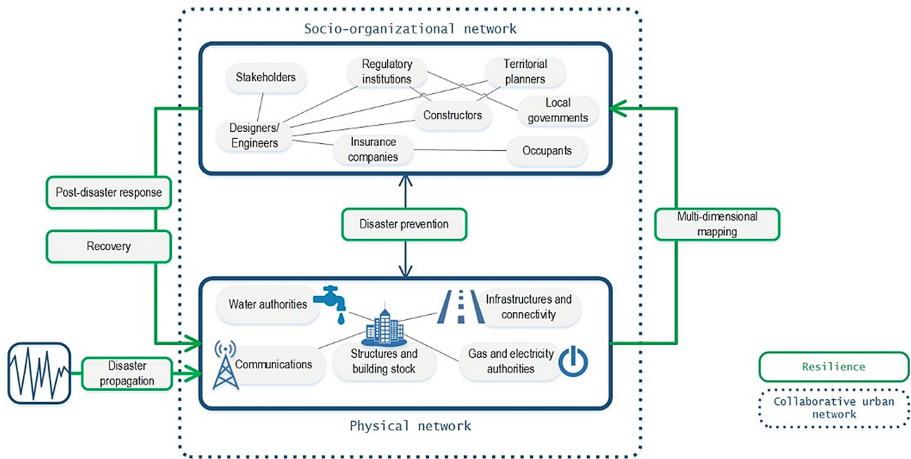 Socio-organizational network
Stakeholders
Regulatory
institutions
Territorial
planners
Designers/
Engineers
Constructors
Local
governments
Insurance
companies
Occupants
Post-disaster response
Recovery
Disaster prevention
Multi-dimensional
mapping
Water authorities
Infrastructures and
connectivity
Communications
Structures and
building stock
Gas and electricity
authorities
Disaster
propagation
Physical network
Resilience
Collaborative urban
network